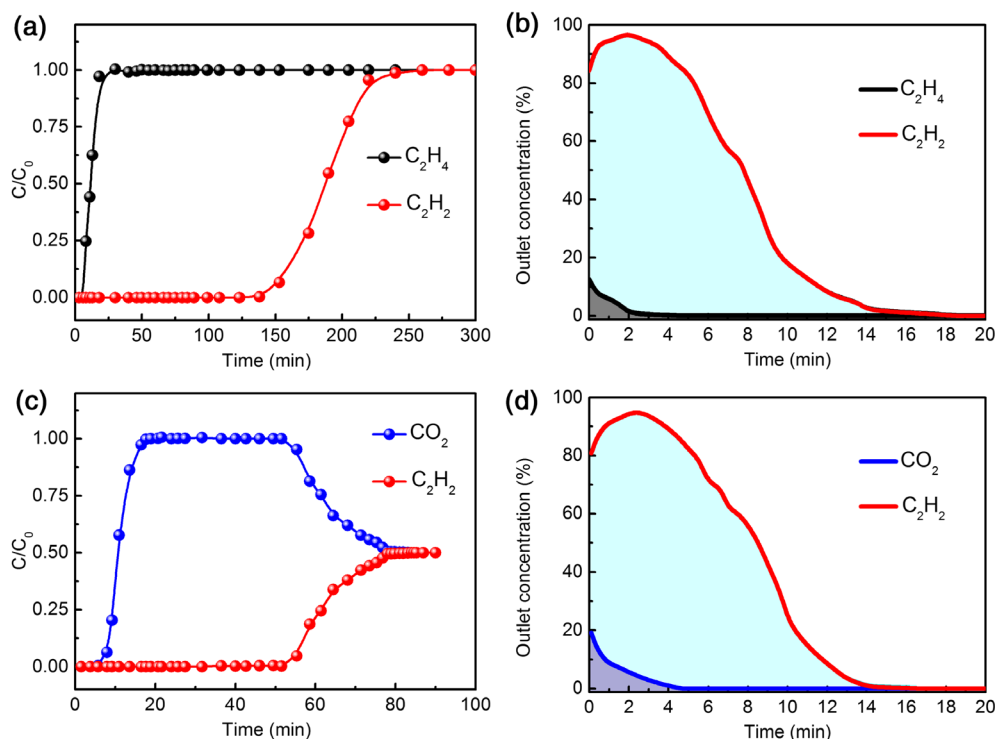 (a)
C/C₀
1.00
0.75
0.50
0.25
0.00
C₂H₄
C₂H₂
0 50 100 150 200 250 300
Time (min)
(b)
Outlet concentration (%)
100
80
60
40
20
0
C₂H₄
C₂H₂
0 2 4 6 8 10 12 14 16 18 20
Time (min)
(c)
C/C₀
1.00
0.75
0.50
0.25
0.00
CO₂
C₂H₂
0 20 40 60 80 100
Time (min)
(d)
Outlet concentration (%)
100
80
60
40
20
0
CO₂
C₂H₂
0 2 4 6 8 10 12 14 16 18 20
Time (min)